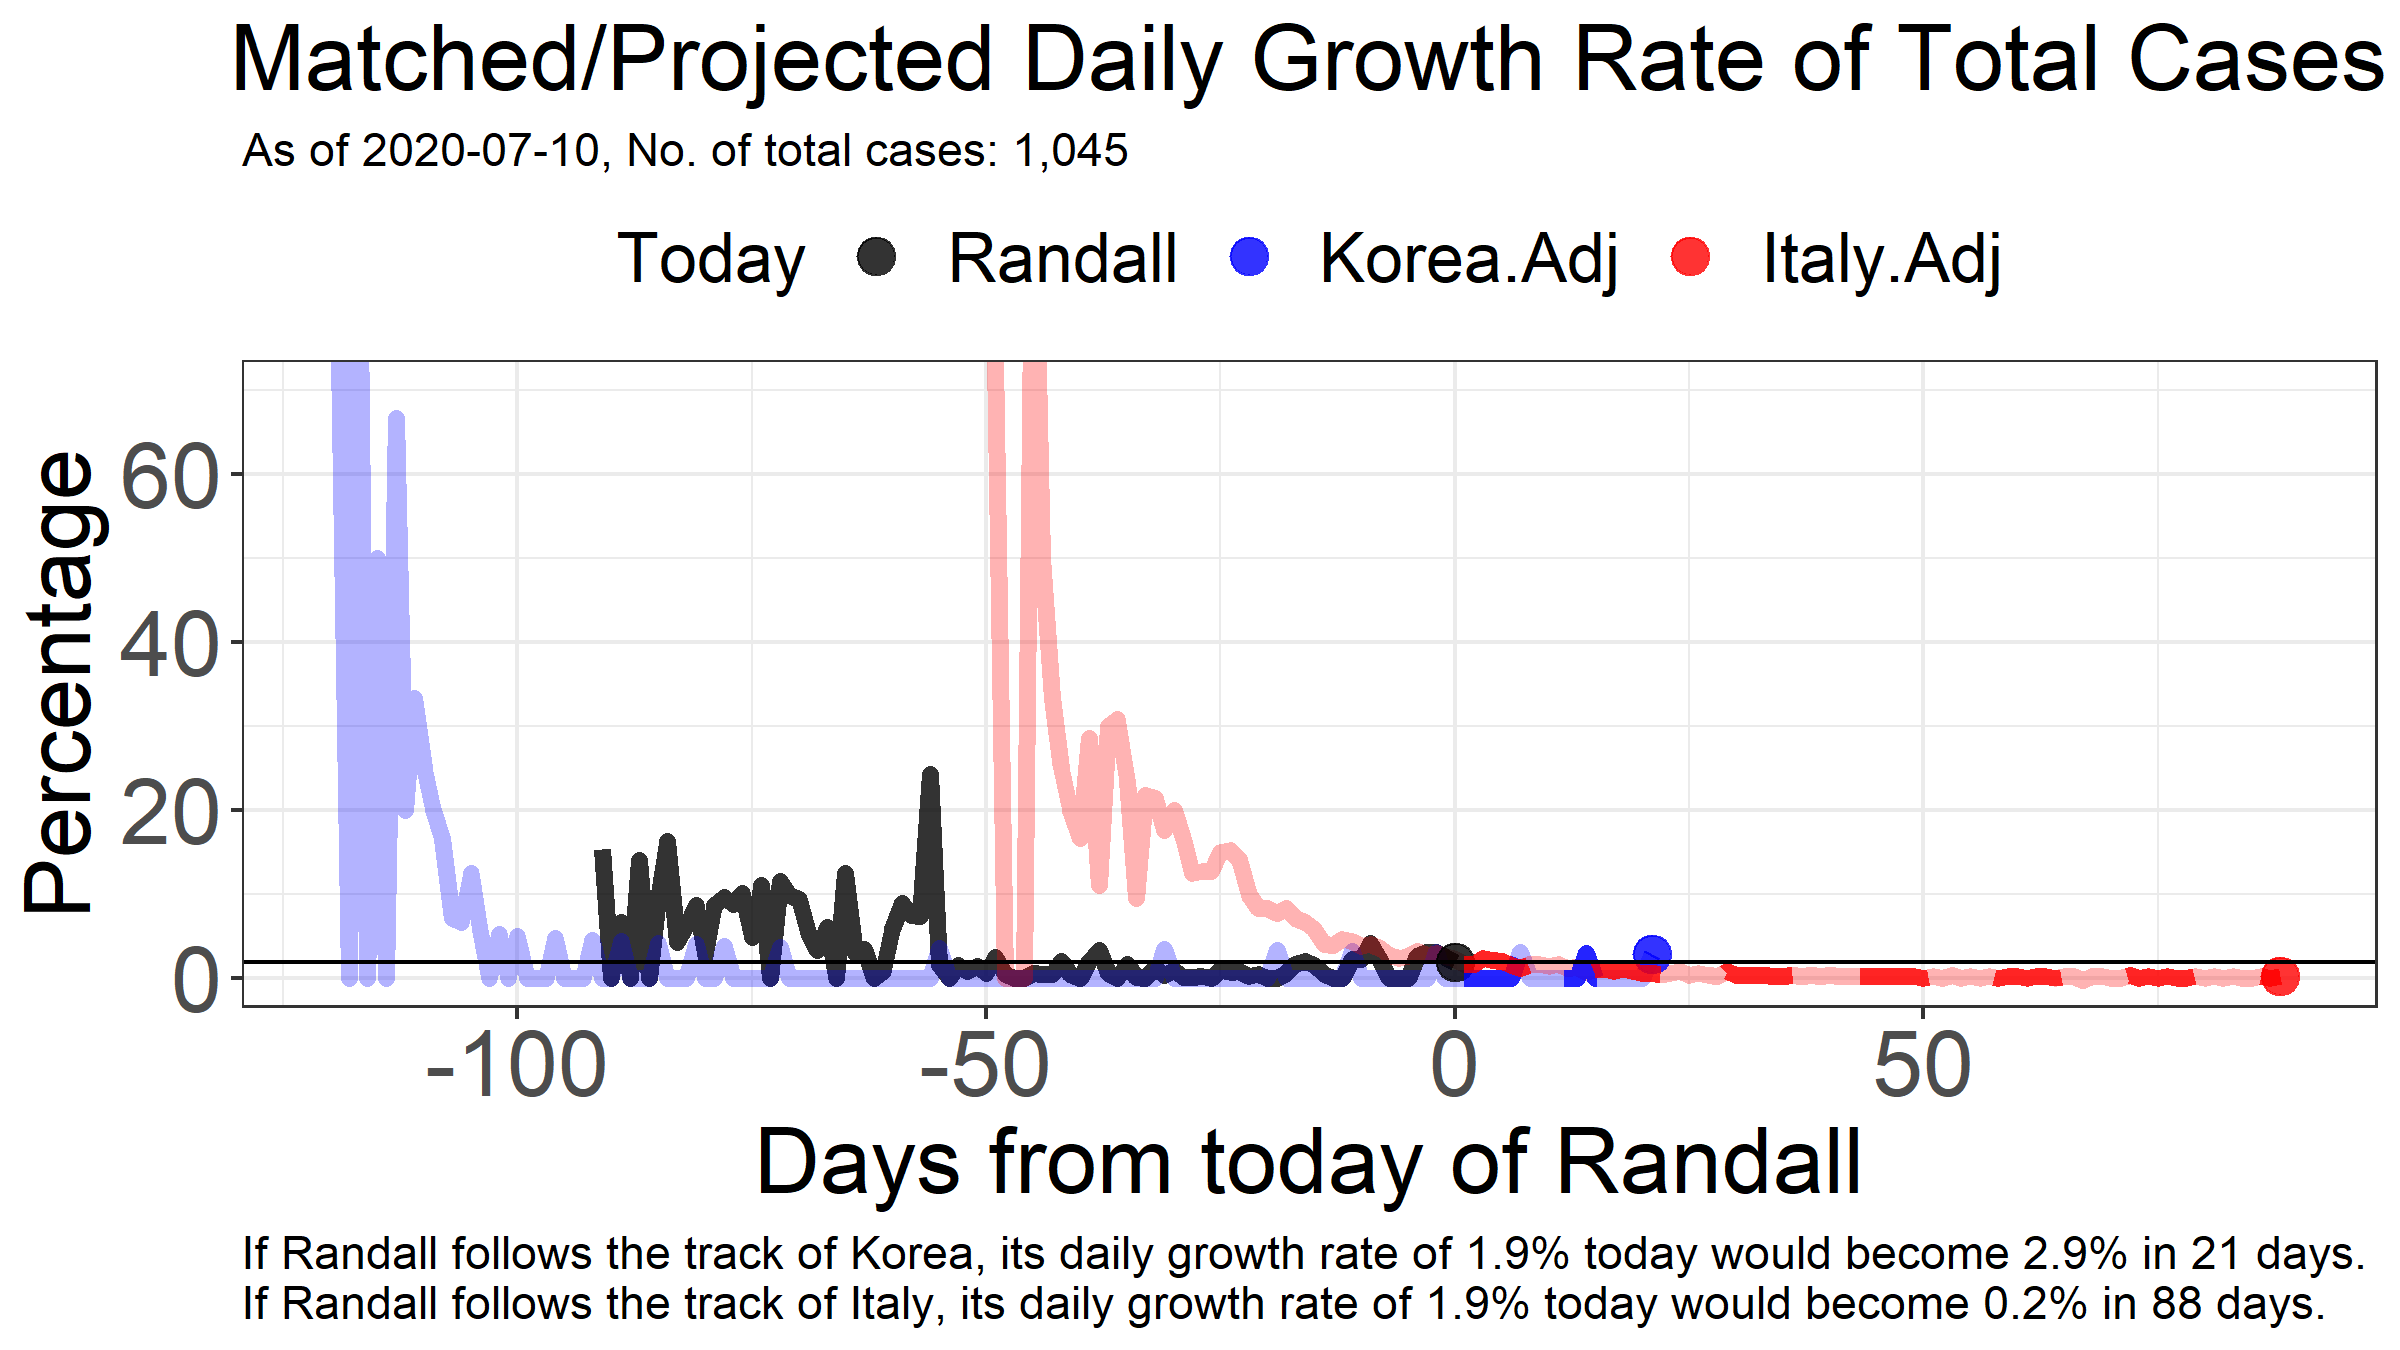 Matched/Projected Daily Growth Rate of Total Cases
As of 2020-07-10, No. of total cases: 1,045
Today Randall Korea.Adj Italy.Adj
Percentage
60
40
20
0
-100 -50 0 50
Days from today of Randall
If Randall follows the track of Korea, its daily growth rate of 1.9% today would become 2.9% in 21 days.
If Randall follows the track of Italy, its daily growth rate of 1.9% today would become 0.2% in 88 days.